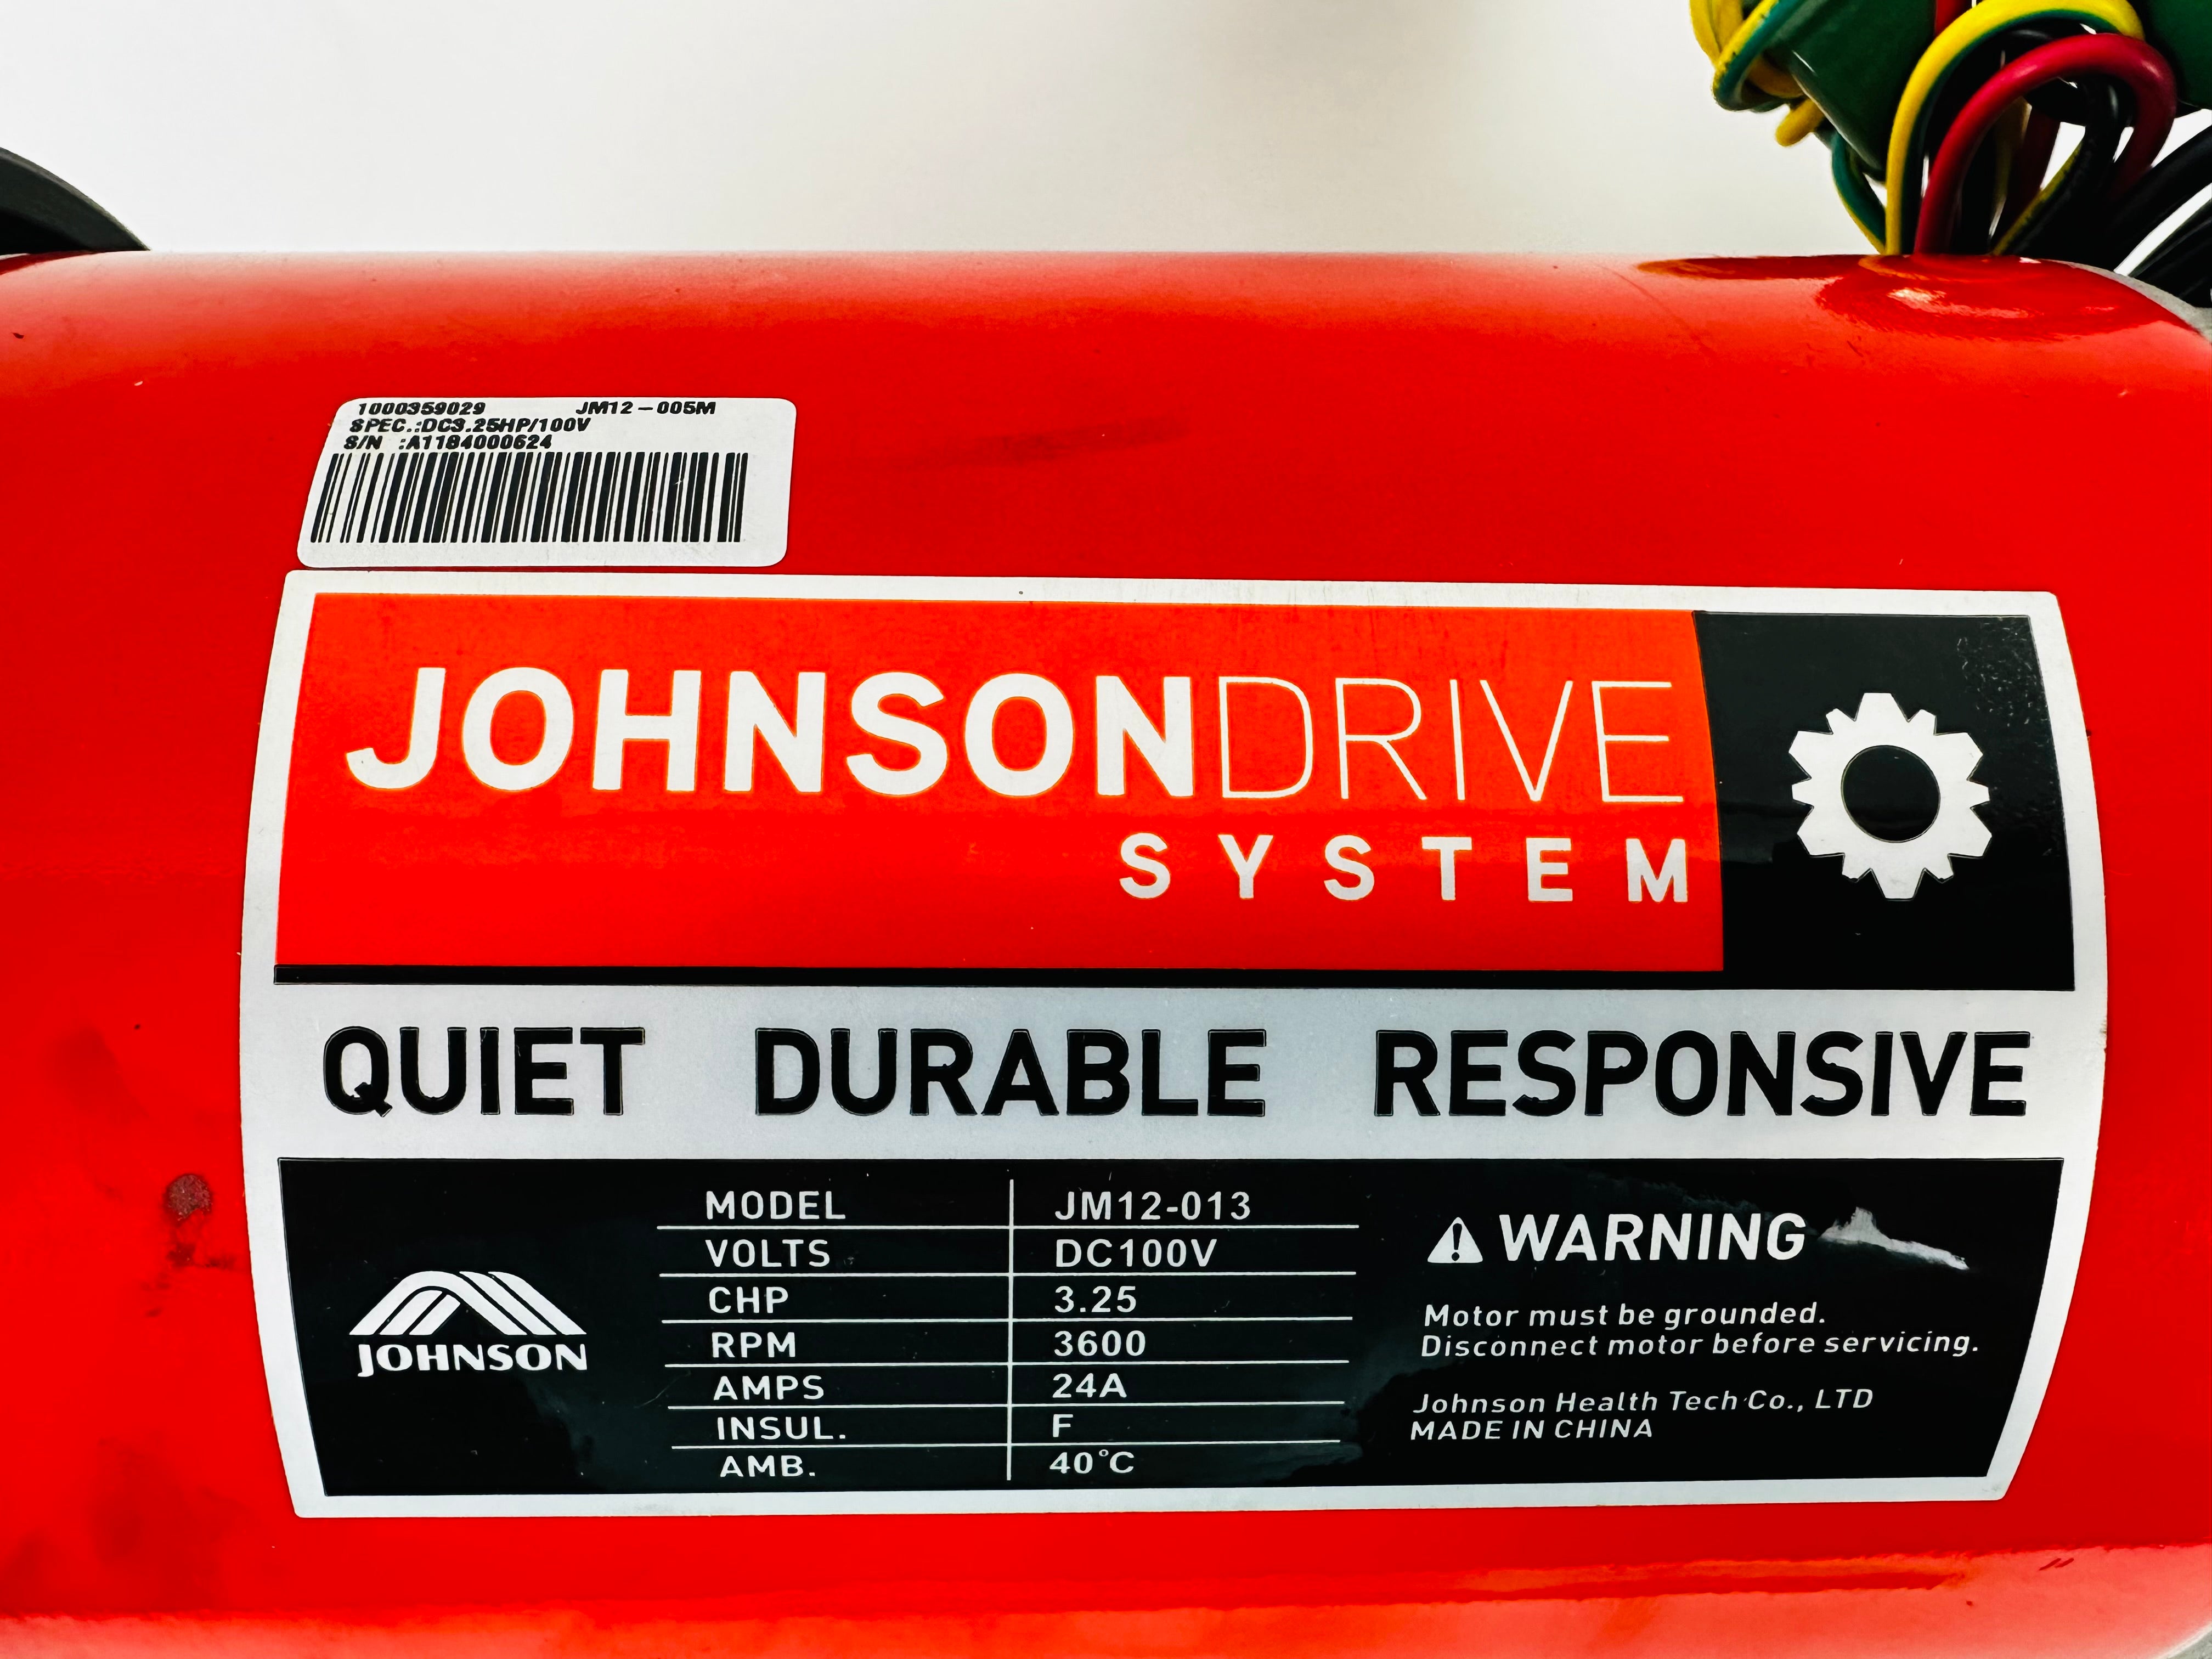 1000359029 JM12-005M
SPEC.:DC3.25HP/100V
S/N :A11B4000624
JOHNSONDRIVE
SYSTEM
QUIET DURABLE RESPONSIVE
JOHNSON
MODEL JM12-013
VOLTS DC100V
CHP 3.25
RPM 3600
AMPS 24A
INSUL. F
AMB. 40°C
WARNING
Motor must be grounded.
Disconnect motor before servicing.
Johnson Health Tech Co., LTD
MADE IN CHINA